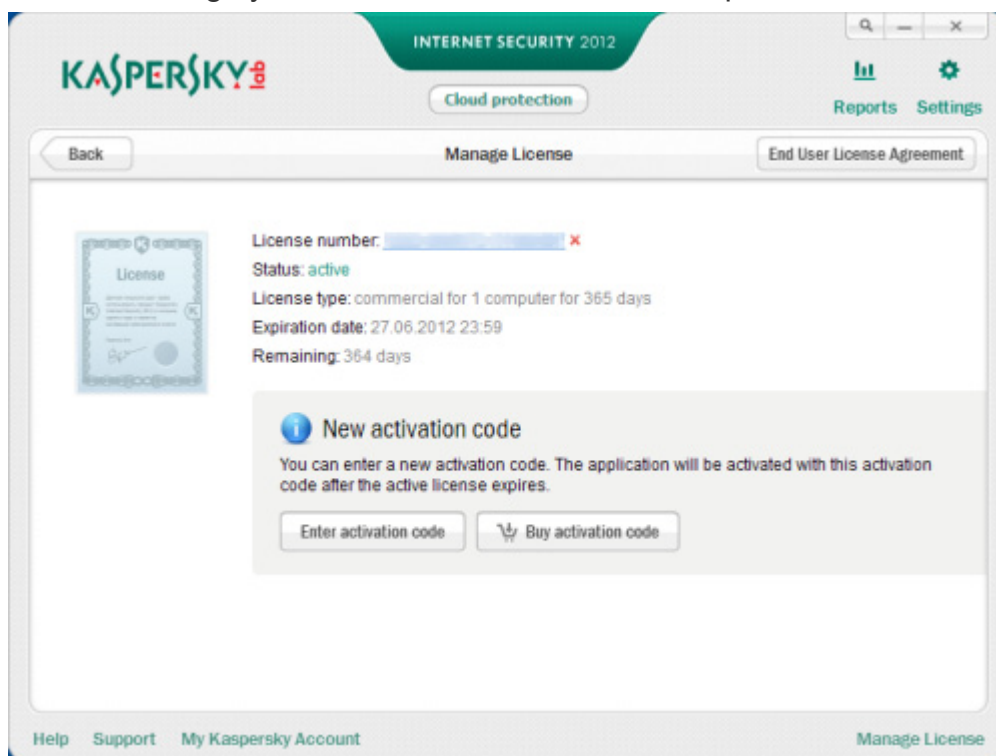 INTERNET SECURITY 2012
KASPERSKY lab
Cloud protection
Reports Settings
Back
Manage License
End User License Agreement
License
License number:
Status: active
License type: commercial for 1 computer for 365 days
Expiration date: 27.06.2012 23:59
Remaining: 364 days
New activation code
You can enter a new activation code. The application will be activated with this activation
code after the active license expires.
Enter activation code
Buy activation code
Help Support My Kaspersky Account
Manage License